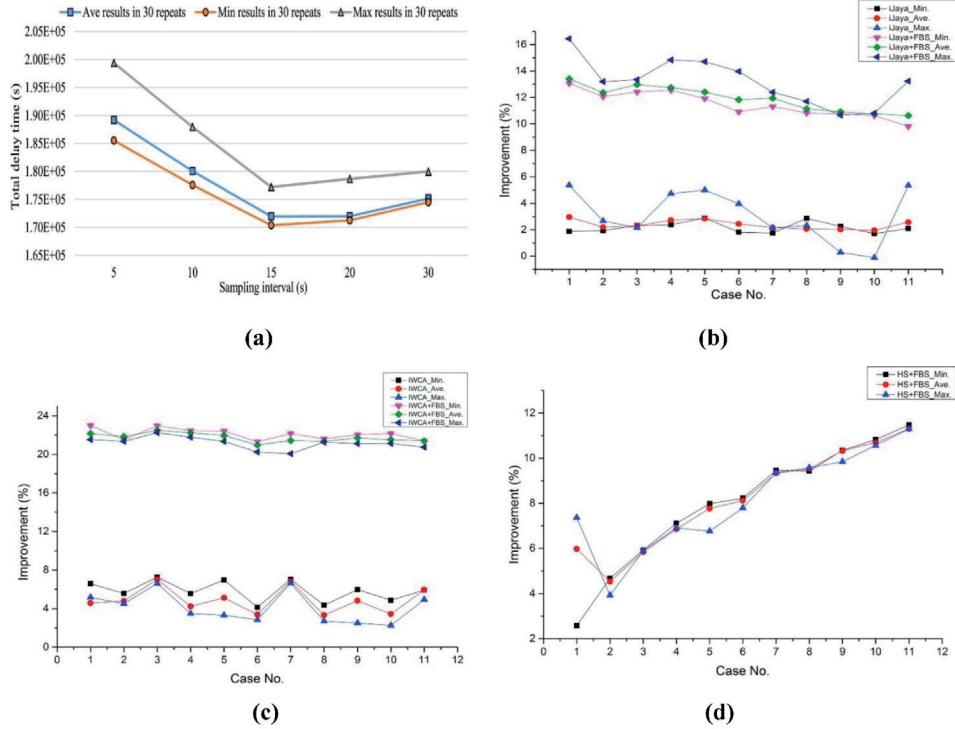 Ave results in 30 repeats Min results in 30 repeats Max results in 30 repeats
2.05E+05
2.00E+05
1.95E+05
1.90E+05
1.85E+05
1.80E+05
1.75E+05
1.70E+05
1.65E+05
Total delay time (s)
5 10 15 20 30
Sampling interval (s)
(a)
iJaya_Min.
iJaya_Ave.
iJaya_Max.
iJaya+FBS_Min.
iJaya+FBS_Ave.
iJaya+FBS_Max.
16
14
12
10
8
6
4
2
0
Improvement (%)
1 2 3 4 5 6 7 8 9 10 11
Case No.
(b)
IWCA_Min.
IWCA_Ave.
IWCA_Max.
IWCA+FBS_Min.
IWCA+FBS_Ave.
IWCA+FBS_Max.
24
20
16
12
8
4
0
Improvement (%)
0 1 2 3 4 5 6 7 8 9 10 11 12
Case No.
(c)
HS+FBS_Min.
HS+FBS_Ave.
HS+FBS_Max.
12
10
8
6
4
2
Improvement (%)
0 1 2 3 4 5 6 7 8 9 10 11 12
Case No.
(d)